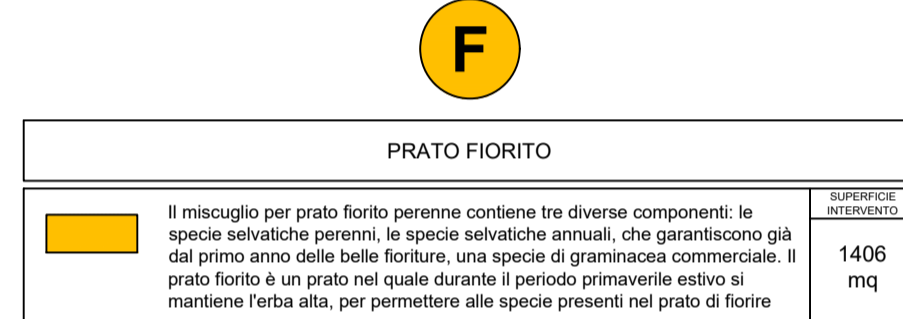 F
PRATO FIORITO
Il miscuglio per prato fiorito perenne contiene tre diverse componenti: le
specie selvatiche perenni, le specie selvatiche annuali, che garantiscono già
dal primo anno delle belle fioriture, una specie di graminacea commerciale. Il
prato fiorito è un prato nel quale durante il periodo primaverile estivo si
mantiene l'erba alta, per permettere alle specie presenti nel prato di fiorire
SUPERFICIE
INTERVENTO
1406
mq